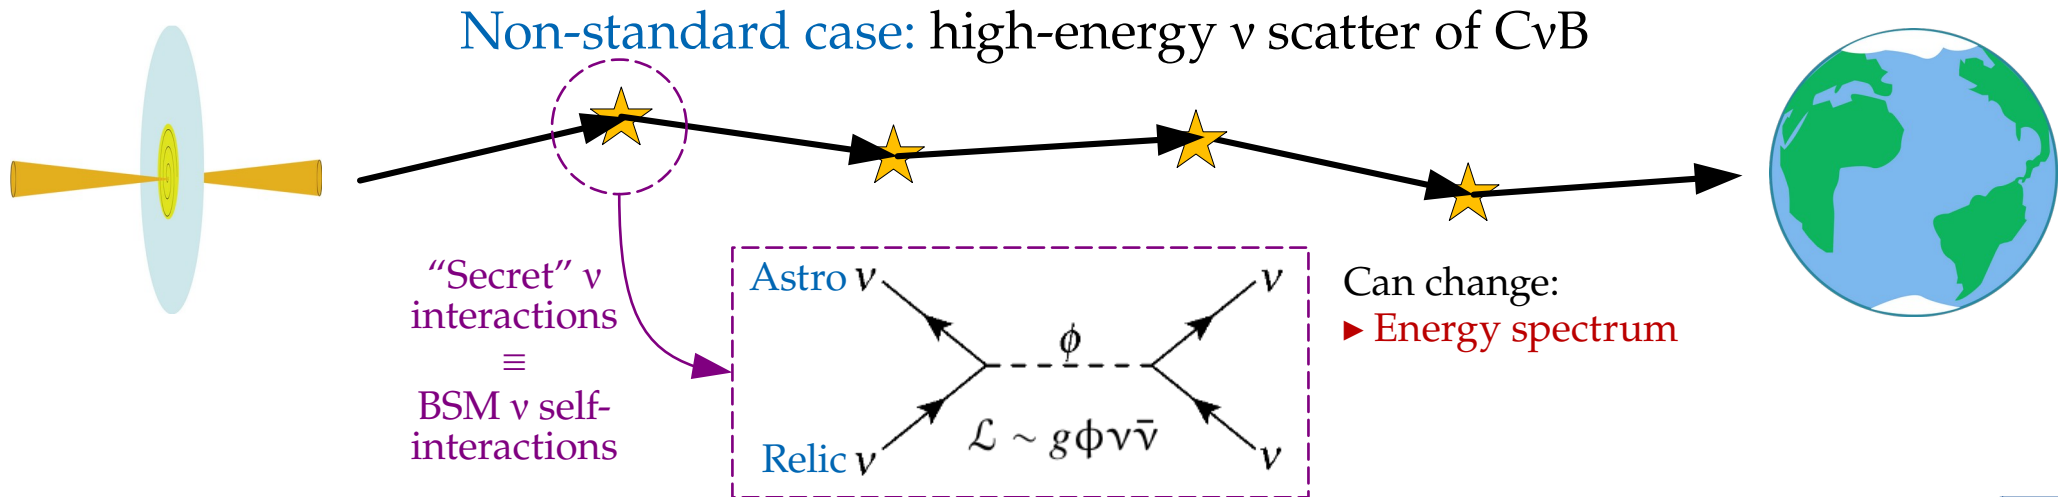 Non-standard case: high-energy ν scatter of CνB
“Secret” ν
interactions
≡
BSM ν self-
interactions
Astro ν
ν
ϕ
ℒ ~ gϕνν̄
Relic ν
ν
Can change:
▸ Energy spectrum